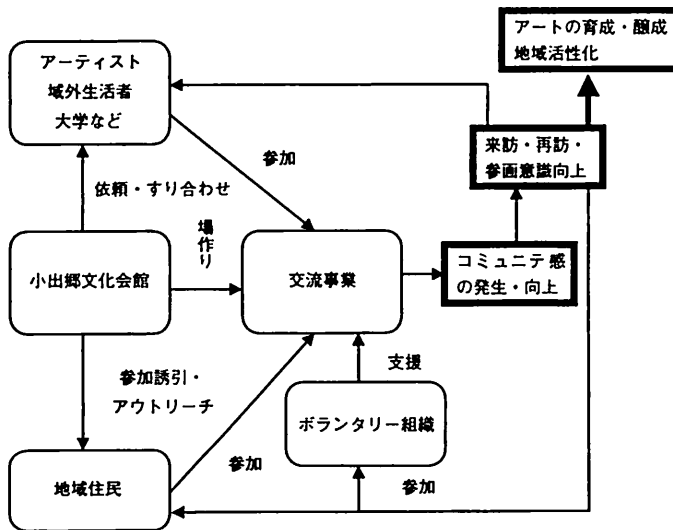 アートの育成・醸成
地域活性化
アーティスト
域外生活者
大学など
来訪・再訪・
参画意識向上
参加
依頼・すり合わせ
場作り
小出郷文化会館
交流事業
コミュニテ感
の発生・向上
参加誘引・
アウトリーチ
支援
ボランタリー組織
参加
参加
地域住民